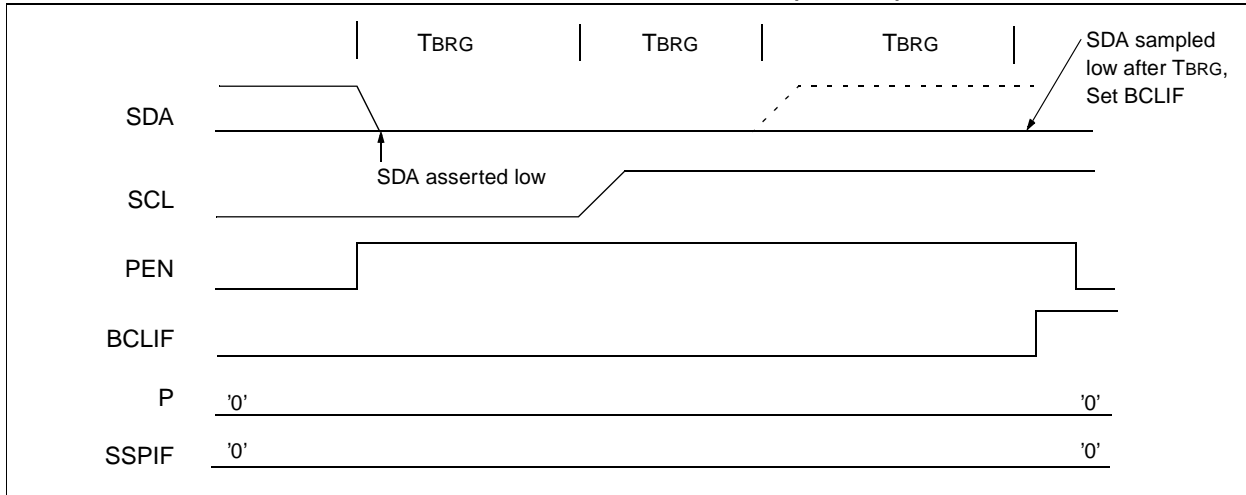 TBRG TBRG TBRG
SDA sampled
low after TBRG,
Set BCLIF
SDA
SDA asserted low
SCL
PEN
BCLIF
P '0' '0'
SSPIF '0' '0'